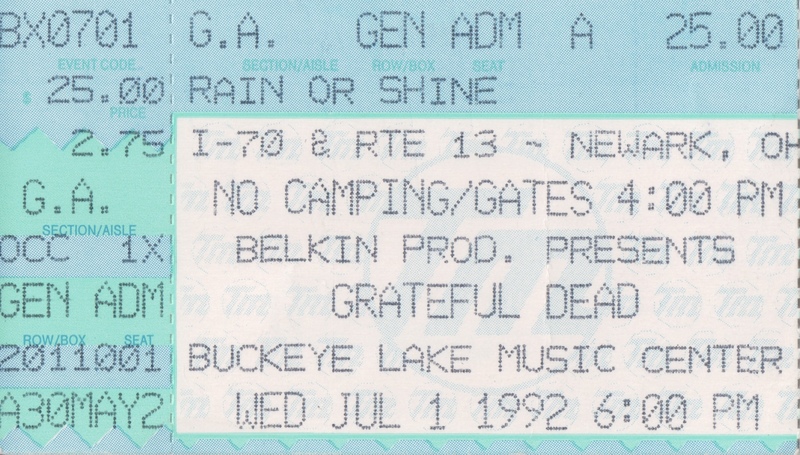 BX0701 G.A. GEN ADM A 25.00
EVENT CODE SECTION/AISLE ROW/BOX SEAT ADMISSION
$ 25.00 RAIN OR SHINE
PRICE
2.75 I 70 & RTE 13 - NEWARK, OH
G.A. NO CAMPING/GATES 4:00 PM
SECTION/AISLE
OCC 1X BELKIN PROD. PRESENTS
GEN ADM GRATEFUL DEAD
ROW/BOX SEAT
2011001 BUCKEYE LAKE MUSIC CENTER
A30MAY2 WED JUL 1 1992 6:00 PM